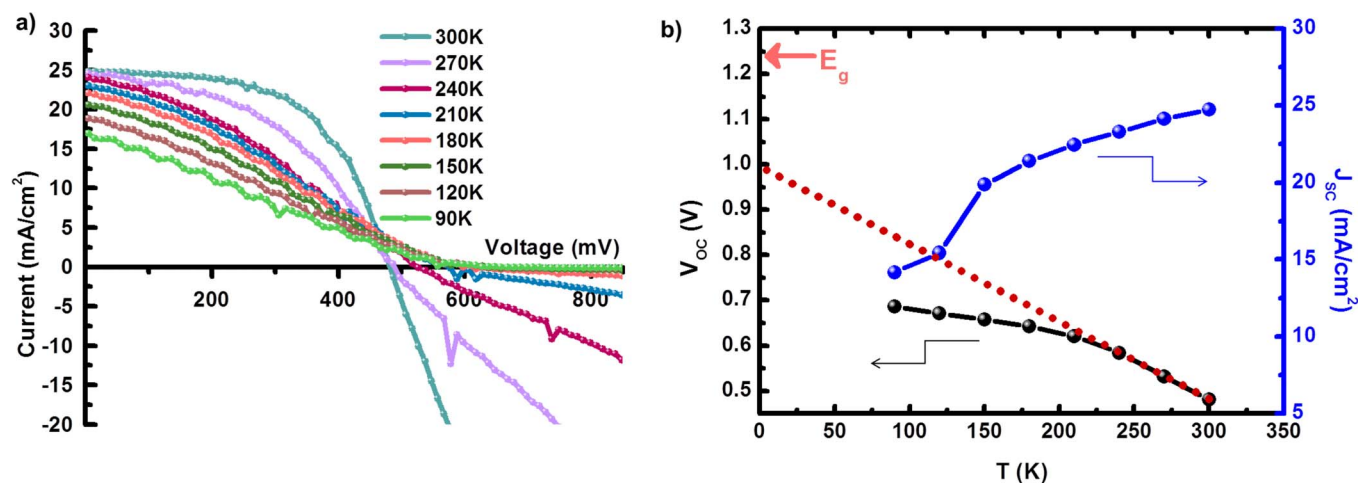 a)
30
25
20
15
10
5
0
-5
-10
-15
-20
Current (mA/cm²)
300K
270K
240K
210K
180K
150K
120K
90K
Voltage (mV)
200
400
600
800
b)
1.3
1.2
1.1
1.0
0.9
0.8
0.7
0.6
0.5
V_OC (V)
E_g
30
25
20
15
10
5
J_SC (mA/cm²)
0
50
100
150
200
250
300
350
T (K)